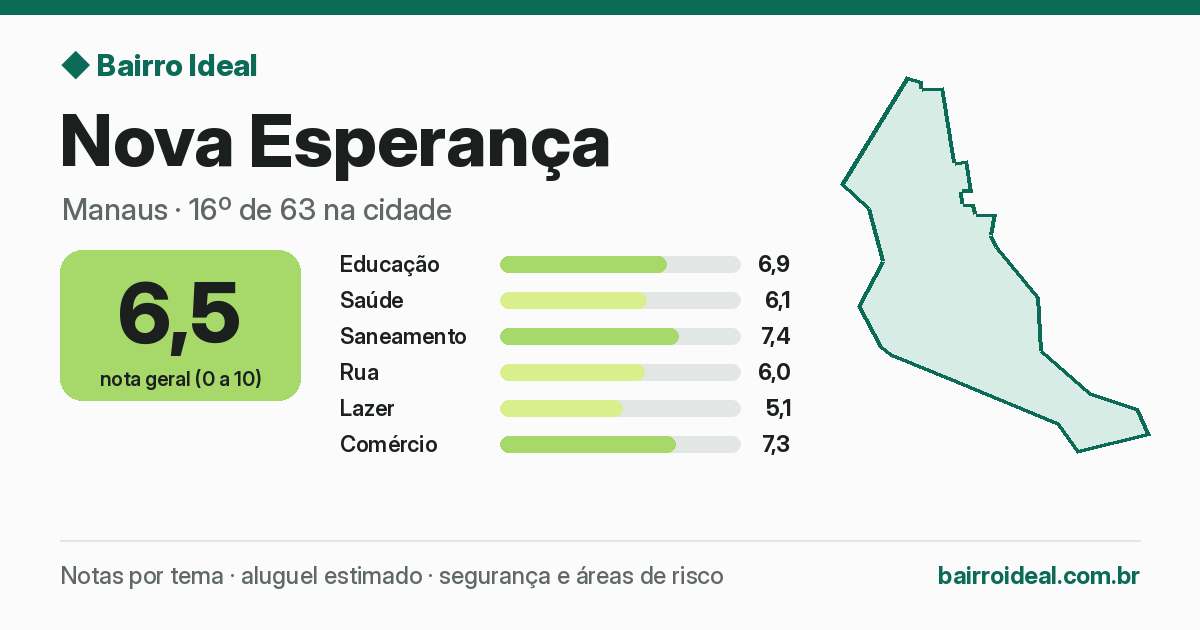 Bairro Ideal
Nova Esperança
Manaus · 16º de 63 na cidade
6,5
nota geral (0 a 10)
Educação 6,9
Saúde 6,1
Saneamento 7,4
Rua 6,0
Lazer 5,1
Comércio 7,3
Notas por tema · aluguel estimado · segurança e áreas de risco
bairroideal.com.br